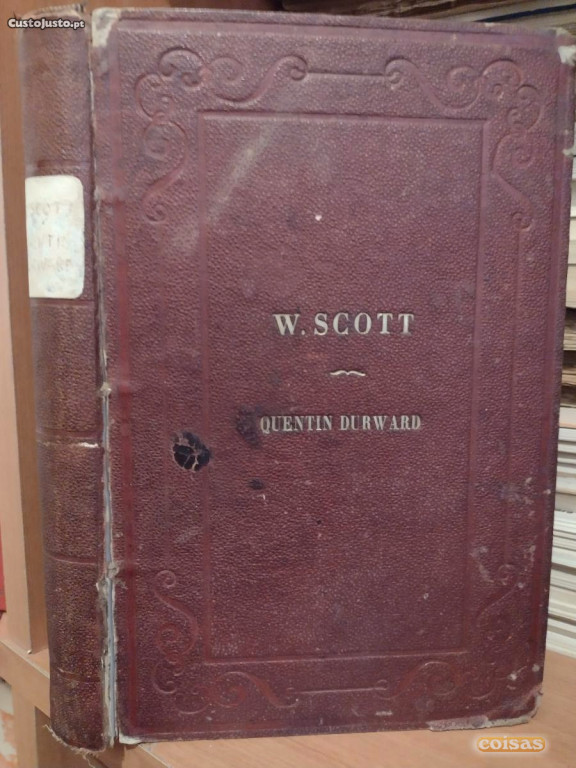 CustoJusto.pt
W. SCOTT
QUENTIN DURWARD
coisas